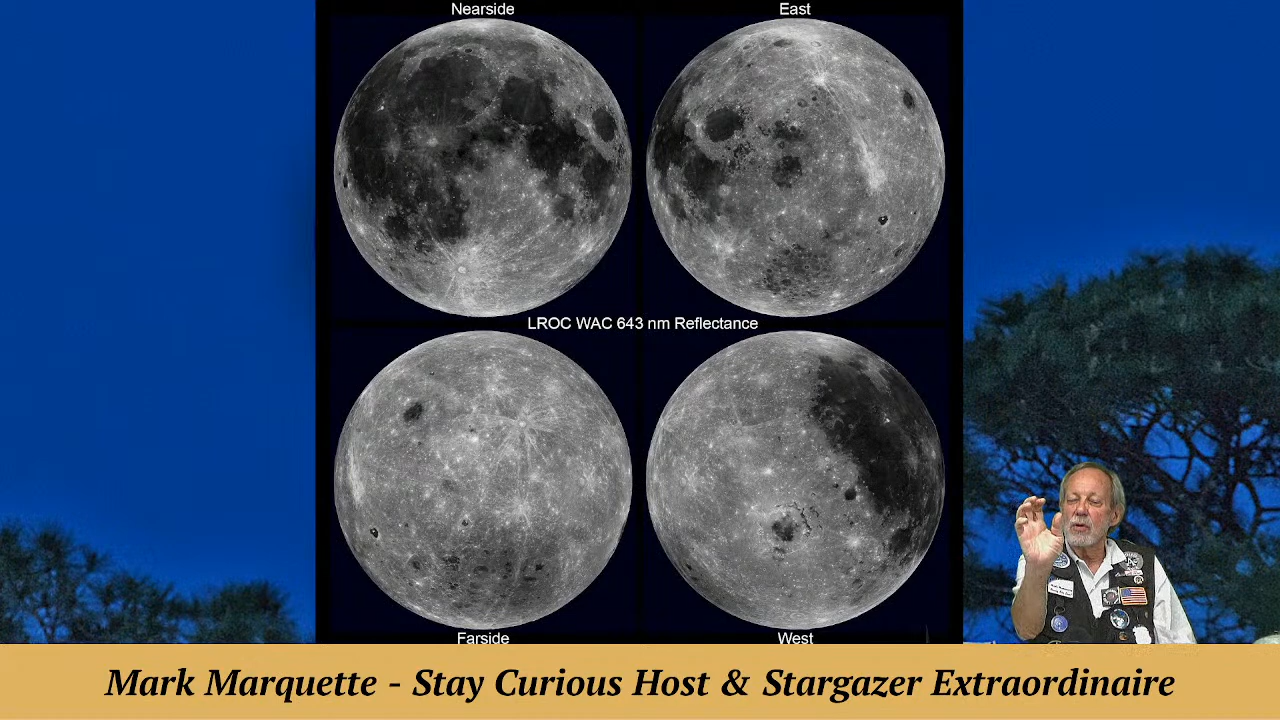 Nearside
East
LROC WAC 643 nm Reflectance
Farside
West
Mark Marquette - Stay Curious Host & Stargazer Extraordinaire